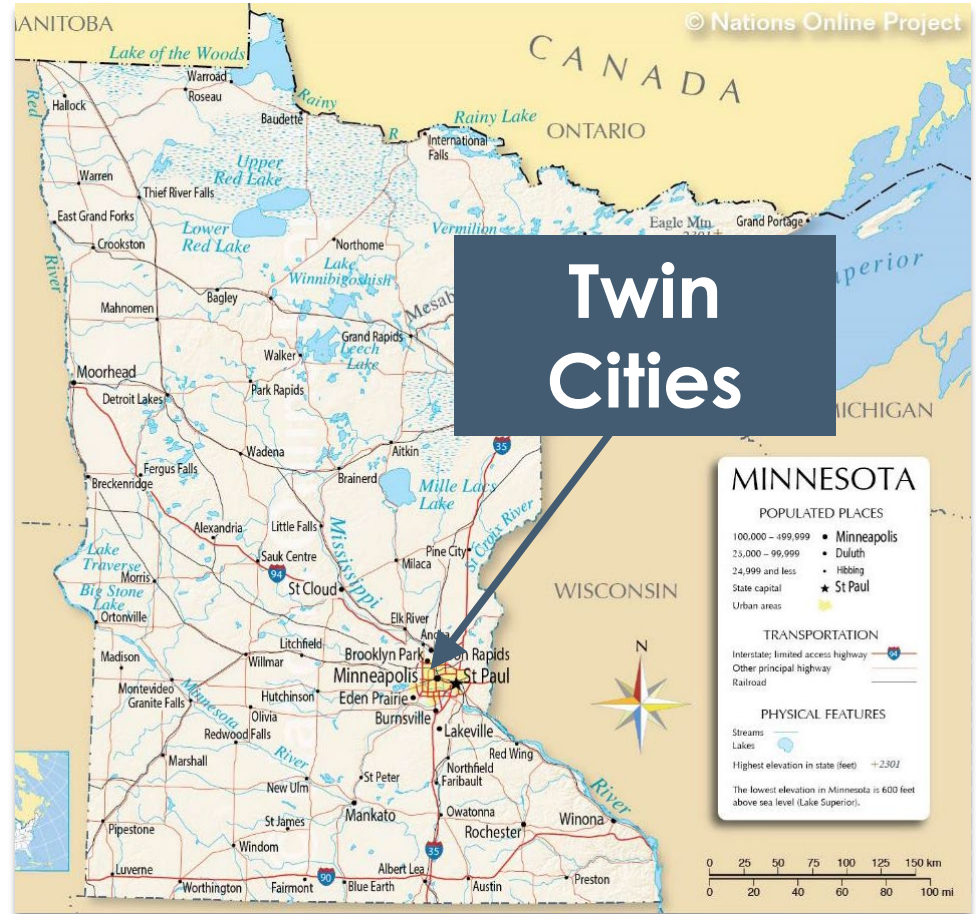 MANITOBA
© Nations Online Project
CANADA
Lake of the Woods
Warroad
Roseau
Hallock
Red
Rainy
Baudette
R.
Rainy Lake
ONTARIO
International
Falls
Upper
Red Lake
Warren
Thief River Falls
East Grand Forks
Lower
Red Lake
Vermilion
Eagle Mtn
2301+
Grand Portage
Crookston
Northome
River
Lake
Winnibigoshish
Twin
Cities
uperior
Bagley
Mesab
Mahnomen
Grand Rapids
Walker
Leech
Lake
Moorhead
Park Rapids
Detroit Lakes
MICHIGAN
Wadena
Aitkin
35
Fergus Falls
Brainerd
Breckenridge
Mille Lacs
Lake
Alexandria
Little Falls
Mississippi
St Croix River
Pine City
Lake
Traverse
Sauk Centre
94
Milaca
Morris
St Cloud
Big Stone
Lake
WISCONSIN
Ortonville
Elk River
Litchfield
Brooklyn Park
n Rapids
Madison
Willmar
Minneapolis
St Paul
Montevideo
Granite Falls
Minnesota
Hutchinson
Eden Prairie
Olivia
Burnsville
Redwood Falls
Lakeville
River
Red Wing
Marshall
Northfield
Faribault
St Peter
New Ulm
River
Mankato
Owatonna
St James
Winona
Pipestone
Rochester
Windom
35
Luverne
Albert Lea
90
Worthington
Fairmont
Blue Earth
Austin
Preston
N
MINNESOTA
POPULATED PLACES
100,000 – 499,999 • Minneapolis
25,000 – 99,999 • Duluth
24,999 and less • Hibbing
State capital ★ St Paul
Urban areas
TRANSPORTATION
Interstate; limited access highway 94
Other principal highway
Railroad
PHYSICAL FEATURES
Streams
Lakes
Highest elevation in state (feet) +2301
The lowest elevation in Minnesota is 600 feet
above sea level (Lake Superior).
0 25 50 75 100 125 150 km
0 20 40 60 80 100 mi